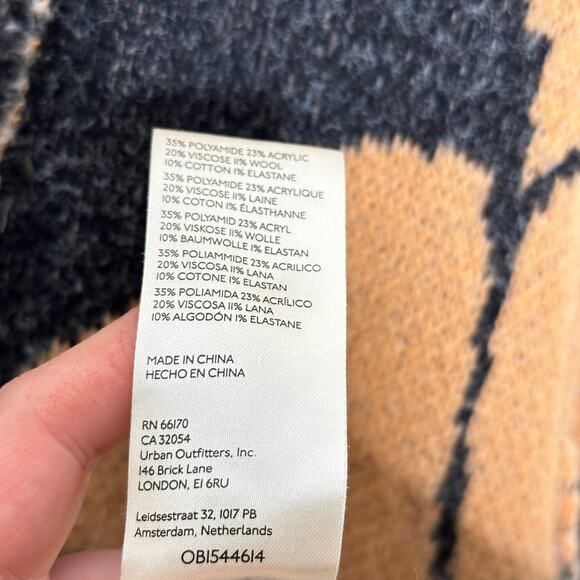 35% POLYAMIDE 23% ACRYLIC
20% VISCOSE 11% WOOL
10% COTTON 1% ELASTANE
35% POLYAMIDE 23% ACRYLIQUE
20% VISCOSE 11% LAINE
10% COTON 1% ÉLASTHANNE
35% POLYAMID 23% ACRYL
20% VISKOSE 11% WOLLE
10% BAUMWOLLE 1% ELASTAN
35% POLIAMMIDE 23% ACRILICO
20% VISCOSA 11% LANA
10% COTONE 1% ELASTAN
35% POLIAMIDA 23% ACRÍLICO
20% VISCOSA 11% LANA
10% ALGODÓN 1% ELASTANE
MADE IN CHINA
HECHO EN CHINA
RN 66170
CA 32054
Urban Outfitters, Inc.
146 Brick Lane
LONDON, E1 6RU
Leidsestraat 32, 1017 PB
Amsterdam, Netherlands
OB1544614